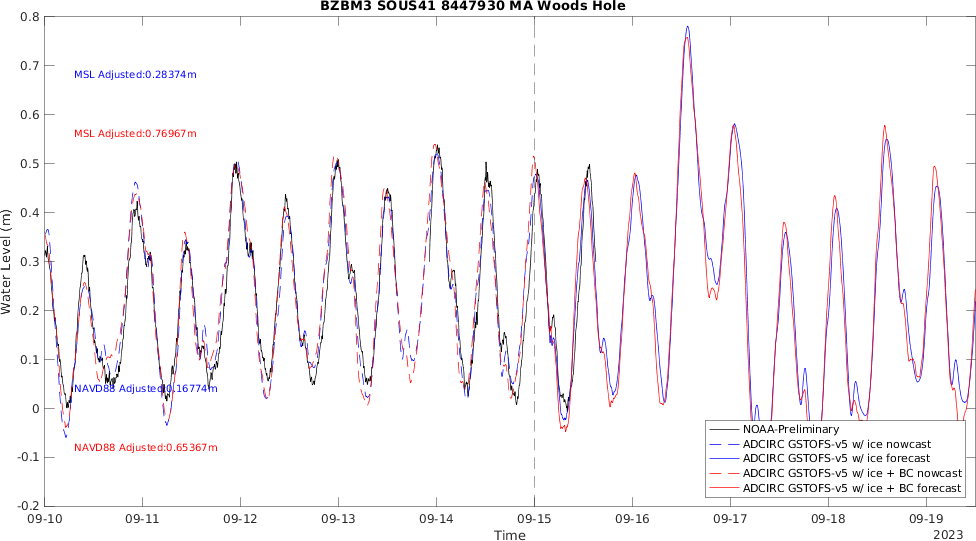 BZBM3 SOUS41 8447930 MA Woods Hole
0.8
0.7
0.6
0.5
0.4
0.3
0.2
0.1
0
-0.1
-0.2
Water Level (m)
MSL Adjusted:0.28374m
MSL Adjusted:0.76967m
NAVD88 Adjusted:0.16774m
NAVD88 Adjusted:0.65367m
NOAA-Preliminary
ADCIRC GSTOFS-v5 w/ ice nowcast
ADCIRC GSTOFS-v5 w/ ice forecast
ADCIRC GSTOFS-v5 w/ ice + BC nowcast
ADCIRC GSTOFS-v5 w/ ice + BC forecast
09-10 09-11 09-12 09-13 09-14 09-15 09-16 09-17 09-18 09-19
Time
2023